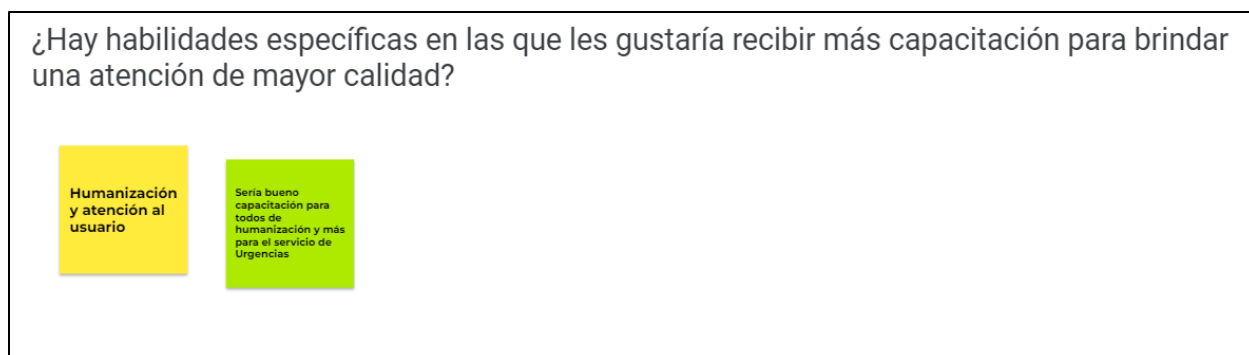 ¿Hay habilidades específicas en las que les gustaría recibir más capacitación para brindar
una atención de mayor calidad?
Humanización
y atención al
usuario
Sería bueno
capacitación para
todos de
humanización y más
para el servicio de
Urgencias